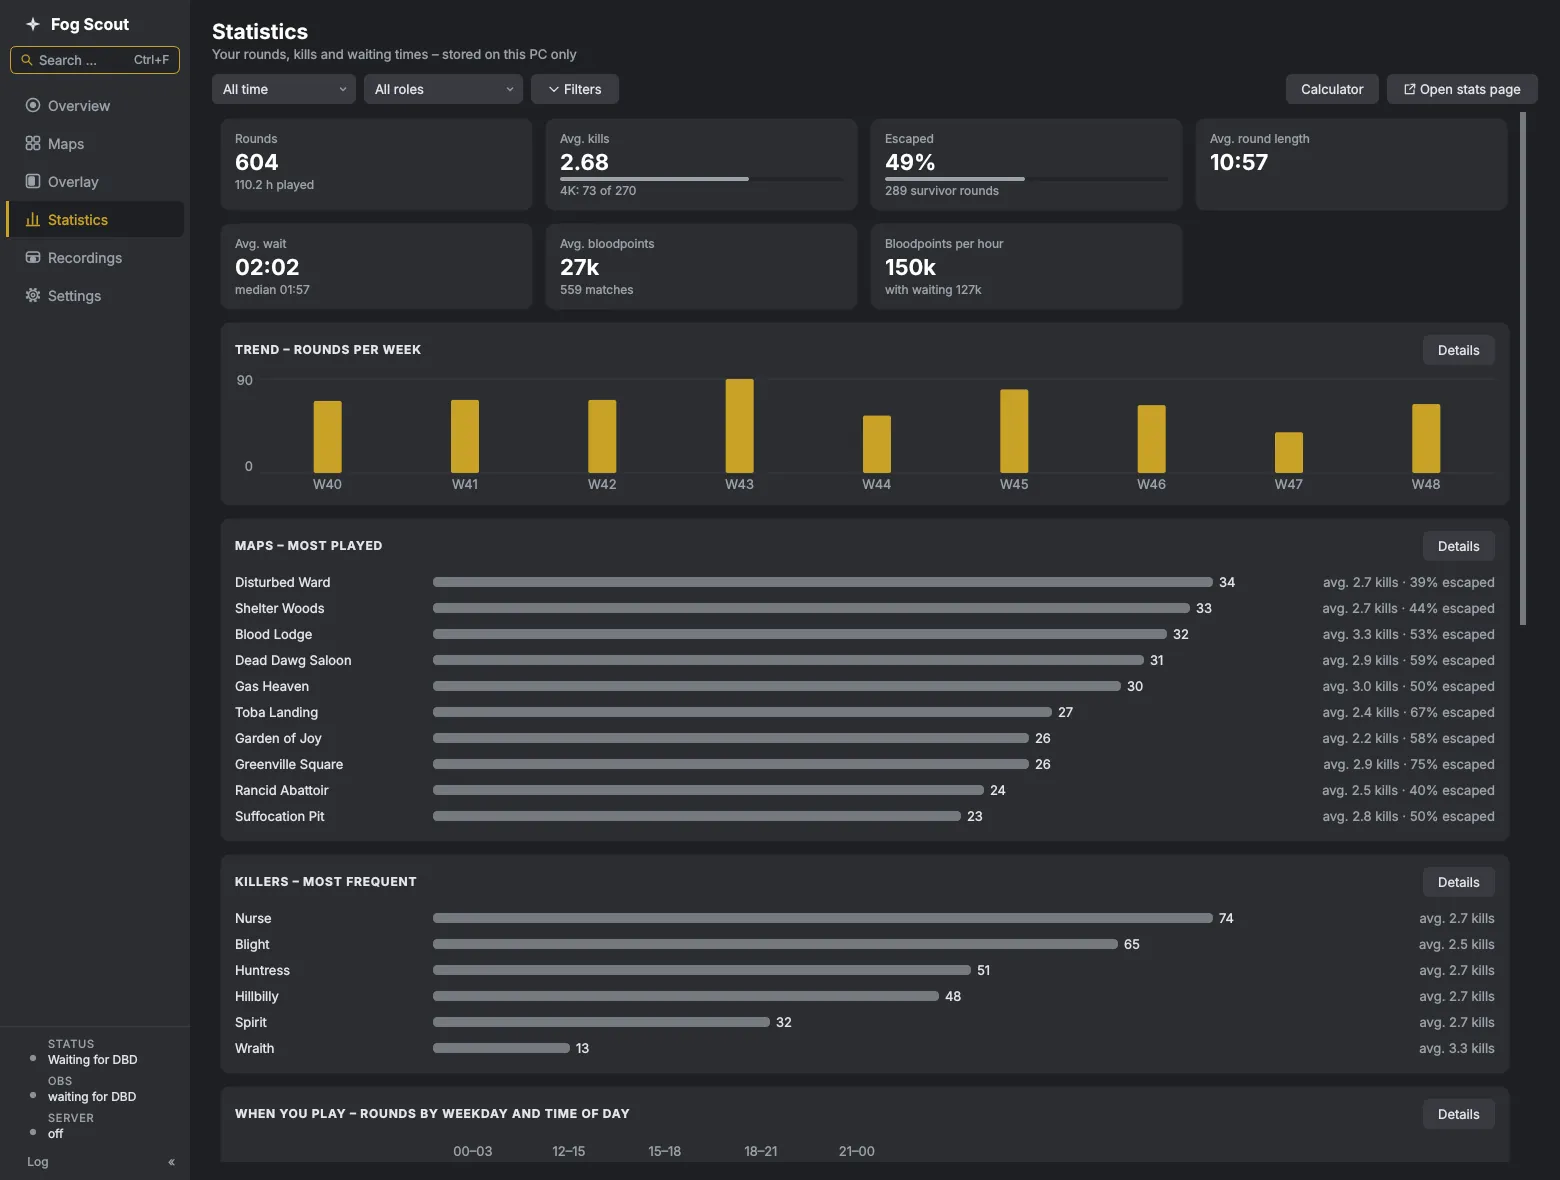 Fog Scout
Search ... Ctrl+F
Overview
Maps
Overlay
Statistics
Recordings
Settings
STATUS
Waiting for DBD
OBS
waiting for DBD
SERVER
off
Log «
Statistics
Your rounds, kills and waiting times – stored on this PC only
All time All roles Filters Calculator Open stats page
Rounds
604
110.2 h played
Avg. kills
2.68
4K: 73 of 270
Escaped
49%
289 survivor rounds
Avg. round length
10:57
Avg. wait
02:02
median 01:57
Avg. bloodpoints
27k
559 matches
Bloodpoints per hour
150k
with waiting 127k
TREND – ROUNDS PER WEEK Details
90
0
W40 W41 W42 W43 W44 W45 W46 W47 W48
MAPS – MOST PLAYED Details
Disturbed Ward 34 avg. 2.7 kills · 39% escaped
Shelter Woods 33 avg. 2.7 kills · 44% escaped
Blood Lodge 32 avg. 3.3 kills · 53% escaped
Dead Dawg Saloon 31 avg. 2.9 kills · 59% escaped
Gas Heaven 30 avg. 3.0 kills · 50% escaped
Toba Landing 27 avg. 2.4 kills · 67% escaped
Garden of Joy 26 avg. 2.2 kills · 58% escaped
Greenville Square 26 avg. 2.9 kills · 75% escaped
Rancid Abattoir 24 avg. 2.5 kills · 40% escaped
Suffocation Pit 23 avg. 2.8 kills · 50% escaped
KILLERS – MOST FREQUENT Details
Nurse 74 avg. 2.7 kills
Blight 65 avg. 2.5 kills
Huntress 51 avg. 2.7 kills
Hillbilly 48 avg. 2.7 kills
Spirit 32 avg. 2.7 kills
Wraith 13 avg. 3.3 kills
WHEN YOU PLAY – ROUNDS BY WEEKDAY AND TIME OF DAY Details
00–03 12–15 15–18 18–21 21–00